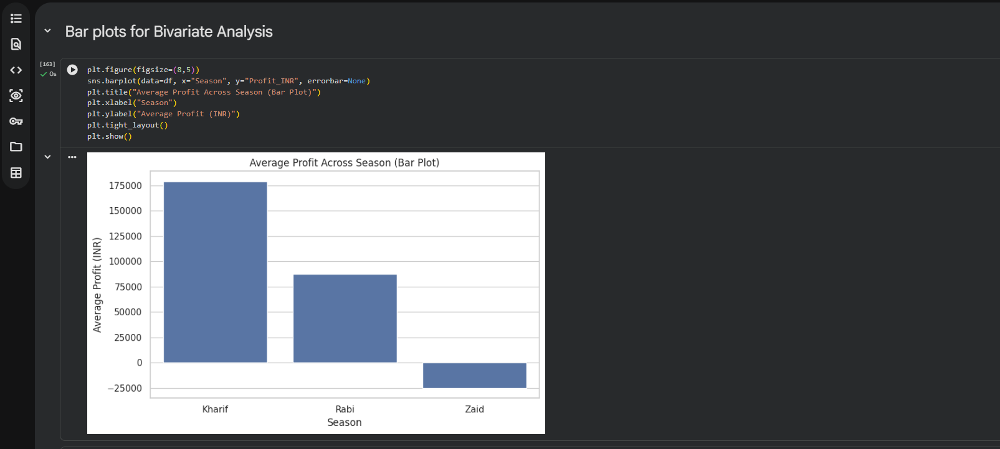 Bar plots for Bivariate Analysis
[163]
0s
plt.figure(figsize=(8,5))
sns.barplot(data=df, x="Season", y="Profit_INR", errorbar=None)
plt.title("Average Profit Across Season (Bar Plot)")
plt.xlabel("Season")
plt.ylabel("Average Profit (INR)")
plt.tight_layout()
plt.show()
Average Profit Across Season (Bar Plot)
175000
150000
125000
100000
75000
50000
25000
0
−25000
Average Profit (INR)
Kharif Rabi Zaid
Season